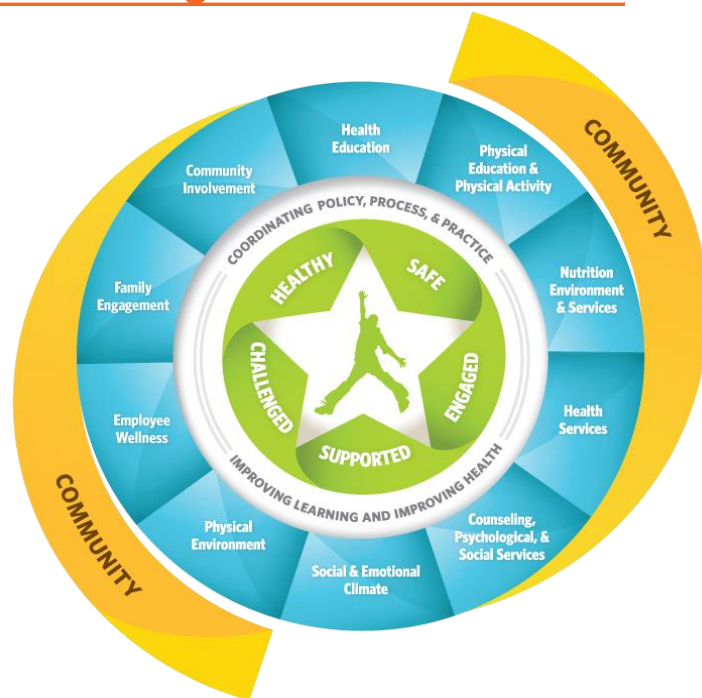 COMMUNITY
Health
Education
Physical
Education &
Physical Activity
Nutrition
Environment
& Services
Health
Services
Counseling,
Psychological, &
Social Services
Social & Emotional
Climate
Physical
Environment
Employee
Wellness
Family
Engagement
Community
Involvement
COORDINATING POLICY, PROCESS, & PRACTICE
IMPROVING LEARNING AND IMPROVING HEALTH
HEALTHY
SAFE
ENGAGED
SUPPORTED
CHALLENGED
COMMUNITY